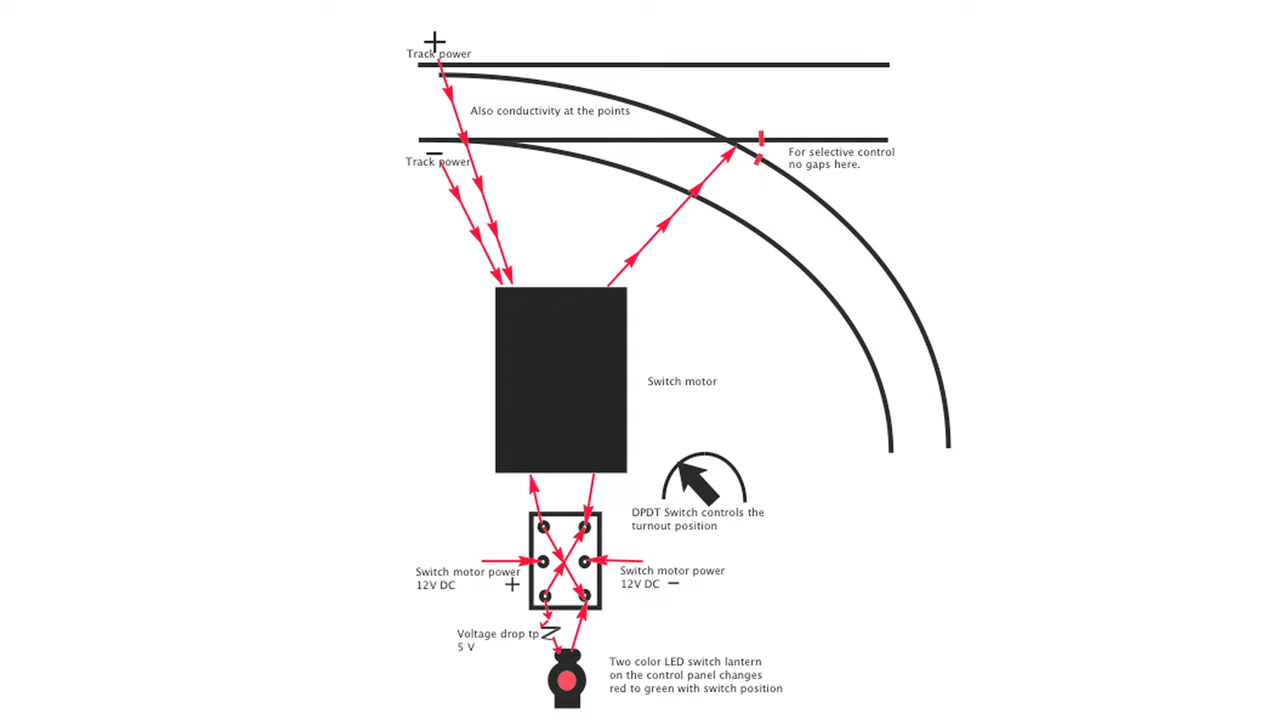 +
Track power
Also conductivity at the points
−
Track power
For selective control
no gaps here.
Switch motor
DPDT Switch controls the
turnout position
Switch motor power
12V DC +
Switch motor power
12V DC −
Voltage drop tp
5 V
Two color LED switch lantern
on the control panel changes
red to green with switch position